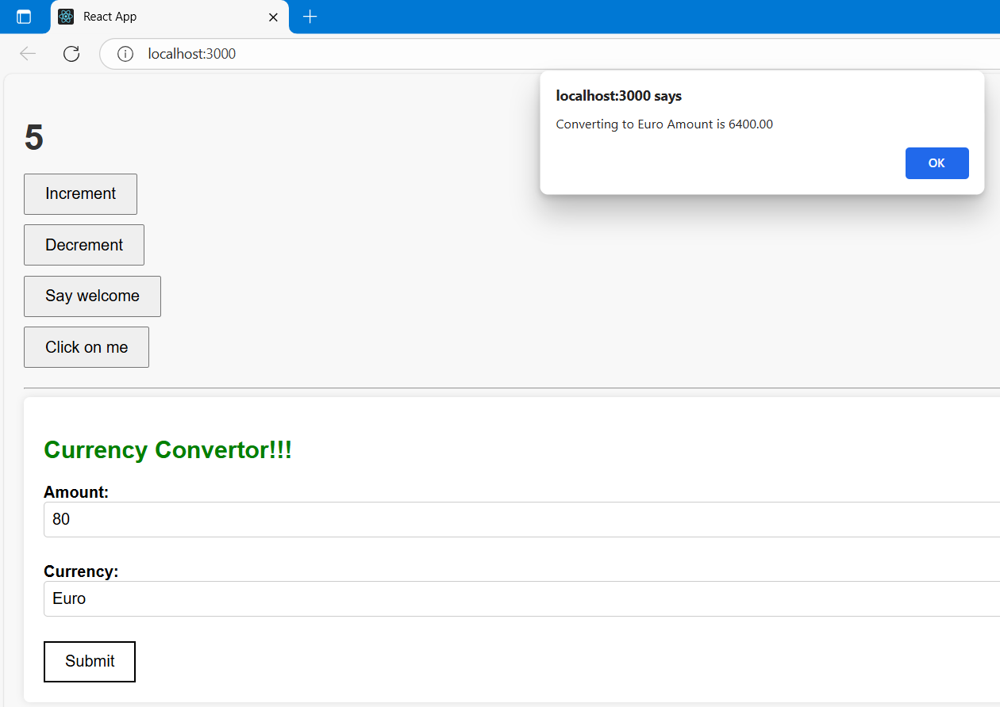 React App
localhost:3000
localhost:3000 says
Converting to Euro Amount is 6400.00
OK
5
Increment
Decrement
Say welcome
Click on me
Currency Convertor!!!
Amount:
80
Currency:
Euro
Submit